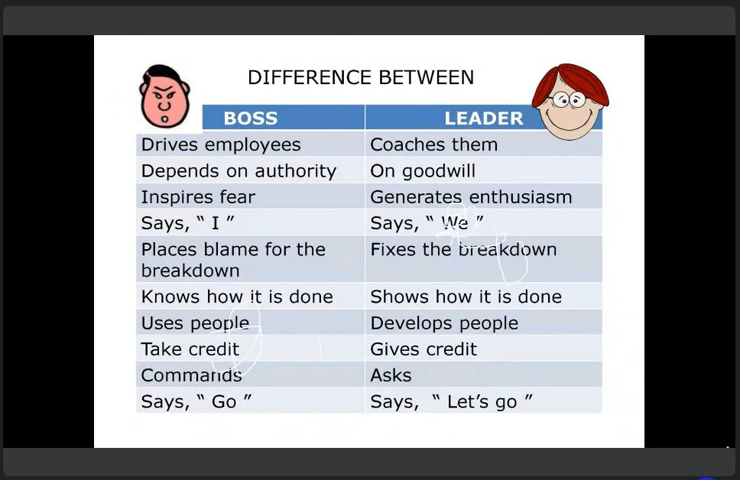 DIFFERENCE BETWEEN
BOSS LEADER
Drives employees Coaches them
Depends on authority On goodwill
Inspires fear Generates enthusiasm
Says, “ I ” Says, “ We ”
Places blame for the Fixes the breakdown
breakdown
Knows how it is done Shows how it is done
Uses people Develops people
Take credit Gives credit
Commands Asks
Says, “ Go ” Says, “ Let’s go ”